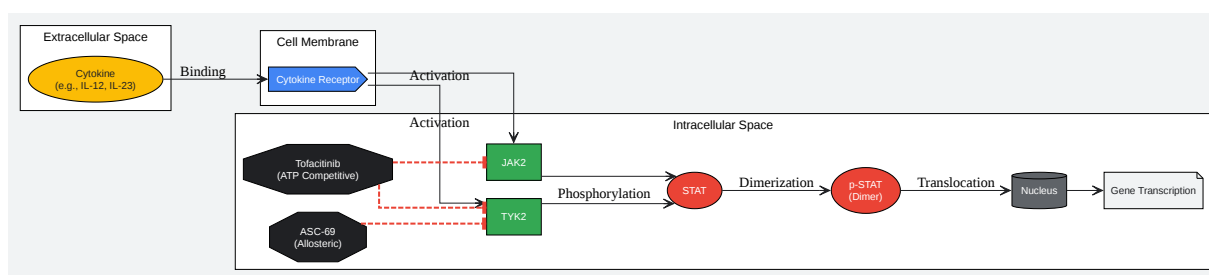 Extracellular Space
Cytokine
(e.g., IL-12, IL-23)
Binding
Cell Membrane
Cytokine Receptor
Activation
Activation
Intracellular Space
Tofacitinib
(ATP Competitive)
ASC-69
(Allosteric)
JAK2
TYK2
Phosphorylation
STAT
Dimerization
p-STAT
(Dimer)
Translocation
Nucleus
Gene Transcription